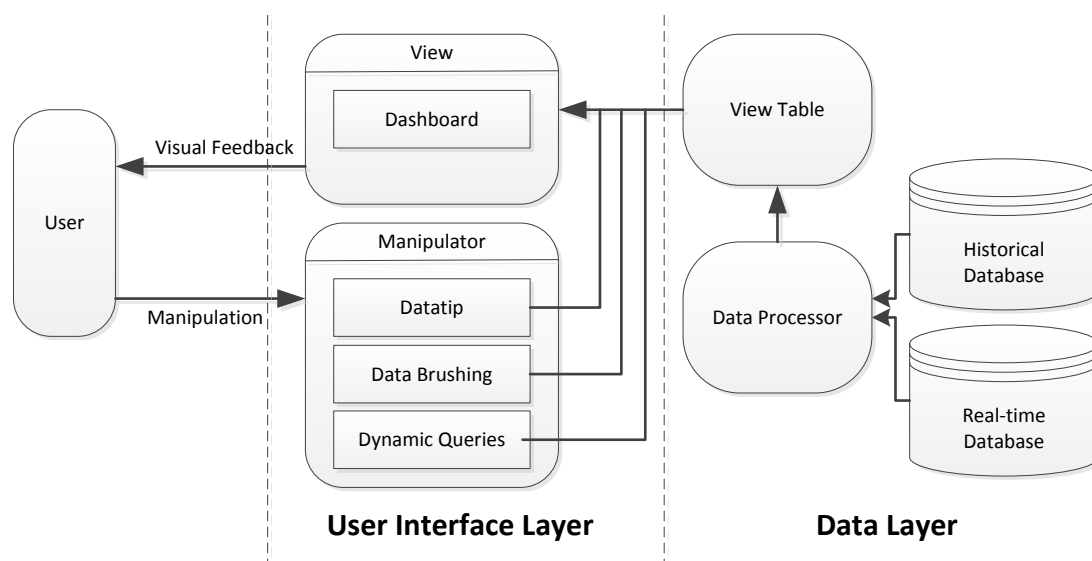 View
Dashboard
View Table
Visual Feedback
User
Manipulator
Historical
Database
Datatip
Manipulation
Data Processor
Data Brushing
Real-time
Database
Dynamic Queries
User Interface Layer
Data Layer